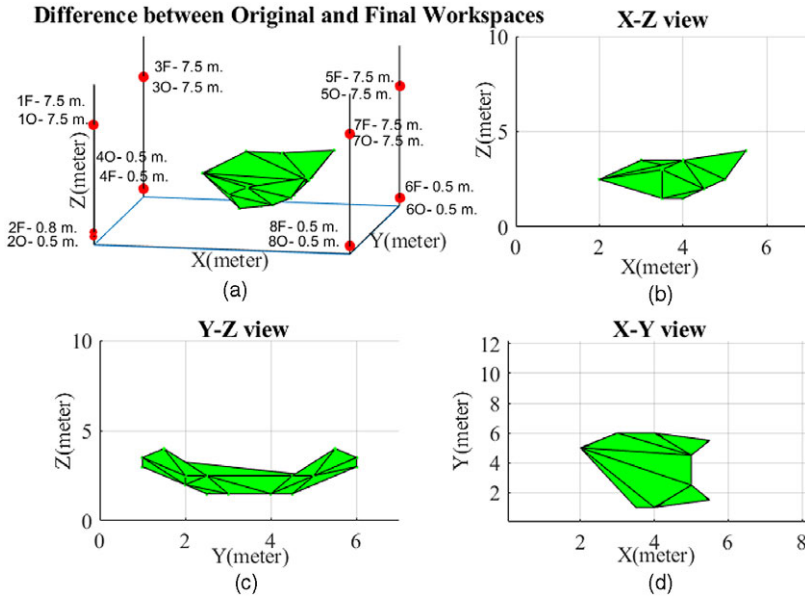 Difference between Original and Final Workspaces
3F- 7.5 m.
3O- 7.5 m.
5F- 7.5 m.
5O- 7.5 m.
1F- 7.5 m.
1O- 7.5 m.
7F- 7.5 m.
7O- 7.5 m.
Z(meter)
4O- 0.5 m.
4F- 0.5 m.
6F- 0.5 m.
6O- 0.5 m.
2F- 0.8 m.
2O- 0.5 m.
8F- 0.5 m.
8O- 0.5 m.
Y(meter)
X(meter)
(a)
X-Z view
10
5
0
Z(meter)
0 2 4 6
X(meter)
(b)
Y-Z view
10
5
0
Z(meter)
0 2 4 6
Y(meter)
(c)
X-Y view
12
10
8
6
4
2
Y(meter)
2 4 6 8
X(meter)
(d)